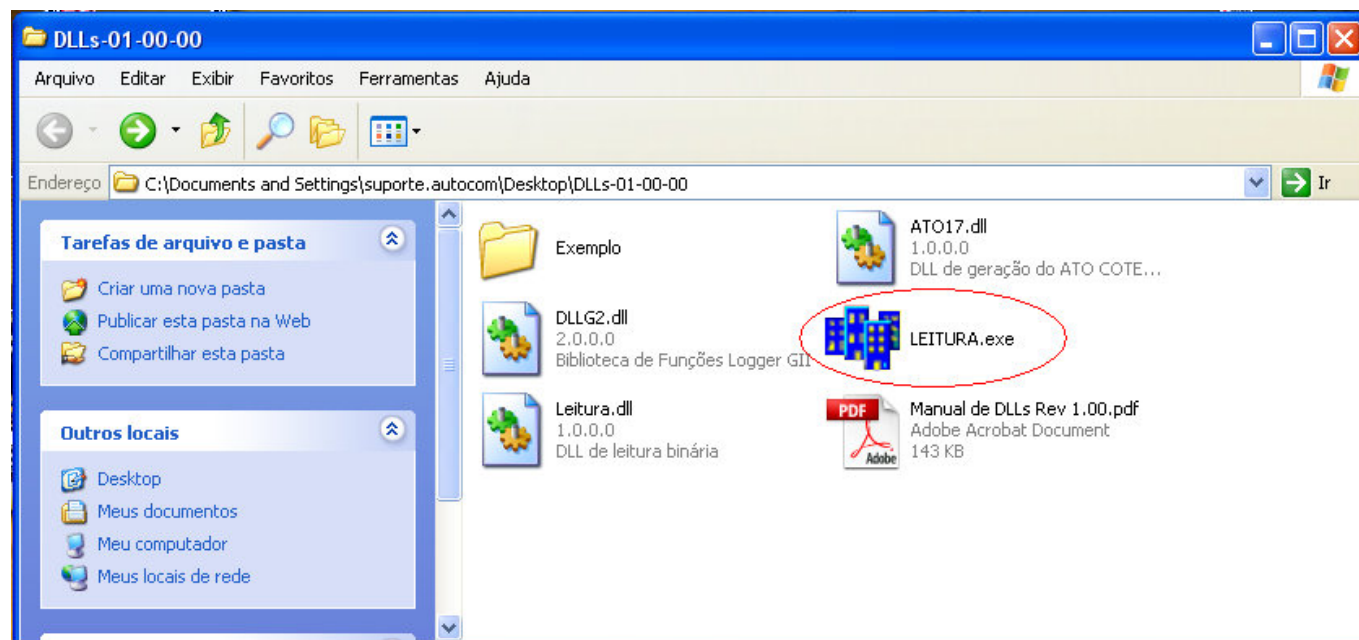 DLLs-01-00-00
Arquivo Editar Exibir Favoritos Ferramentas Ajuda
Endereço C:\Documents and Settings\suporte.autocom\Desktop\DLLs-01-00-00 Ir
Tarefas de arquivo e pasta
Criar uma nova pasta
Publicar esta pasta na Web
Compartilhar esta pasta
Outros locais
Desktop
Meus documentos
Meu computador
Meus locais de rede
Exemplo
ATO17.dll
1.0.0.0
DLL de geração do ATO COTE...
DLLG2.dll
2.0.0.0
Biblioteca de Funções Logger GII
LEITURA.exe
Leitura.dll
1.0.0.0
DLL de leitura binária
PDF
Adobe
Manual de DLLs Rev 1.00.pdf
Adobe Acrobat Document
143 KB